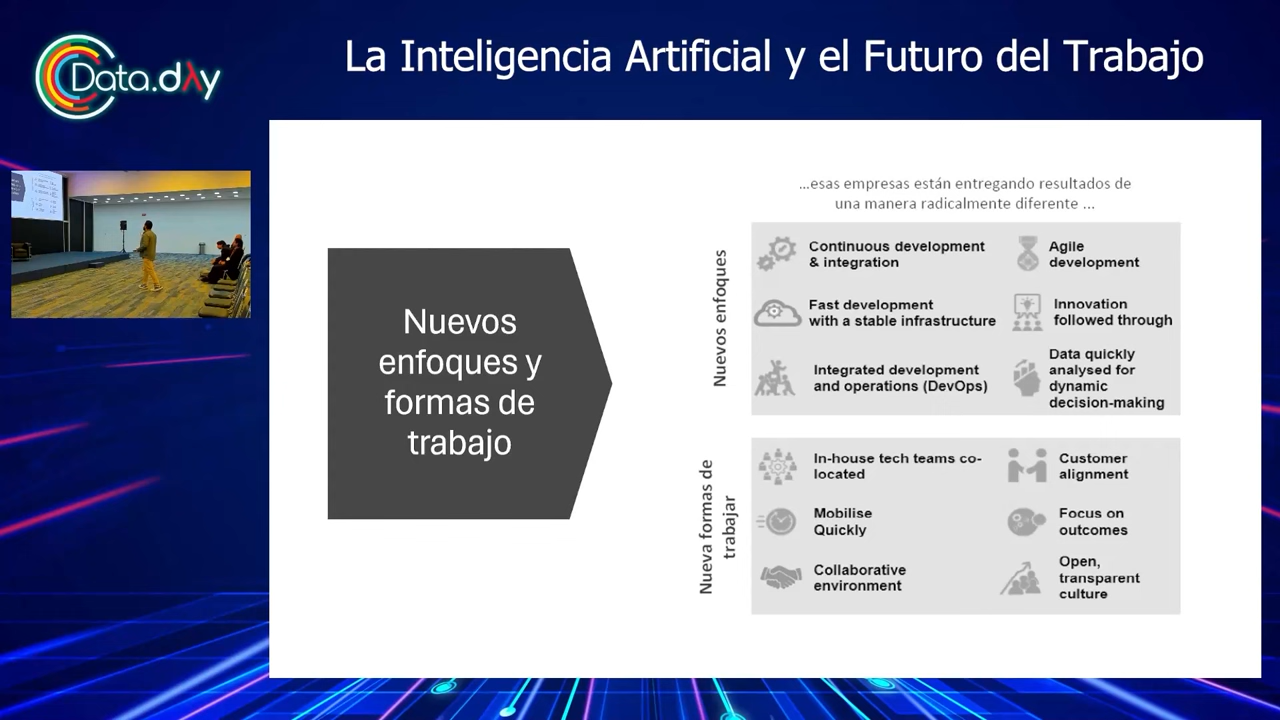 Data.dλy
La Inteligencia Artificial y el Futuro del Trabajo
Nuevos
enfoques y
formas de
trabajo
...esas empresas están entregando resultados de
una manera radicalmente diferente ...
Nuevos enfoques
Continuous development
& integration
Agile
development
Fast development
with a stable infrastructure
Innovation
followed through
Integrated development
and operations (DevOps)
Data quickly
analysed for
dynamic
decision-making
Nueva formas de
trabajar
In-house tech teams co-
located
Customer
alignment
Mobilise
Quickly
Focus on
outcomes
Collaborative
environment
Open,
transparent
culture